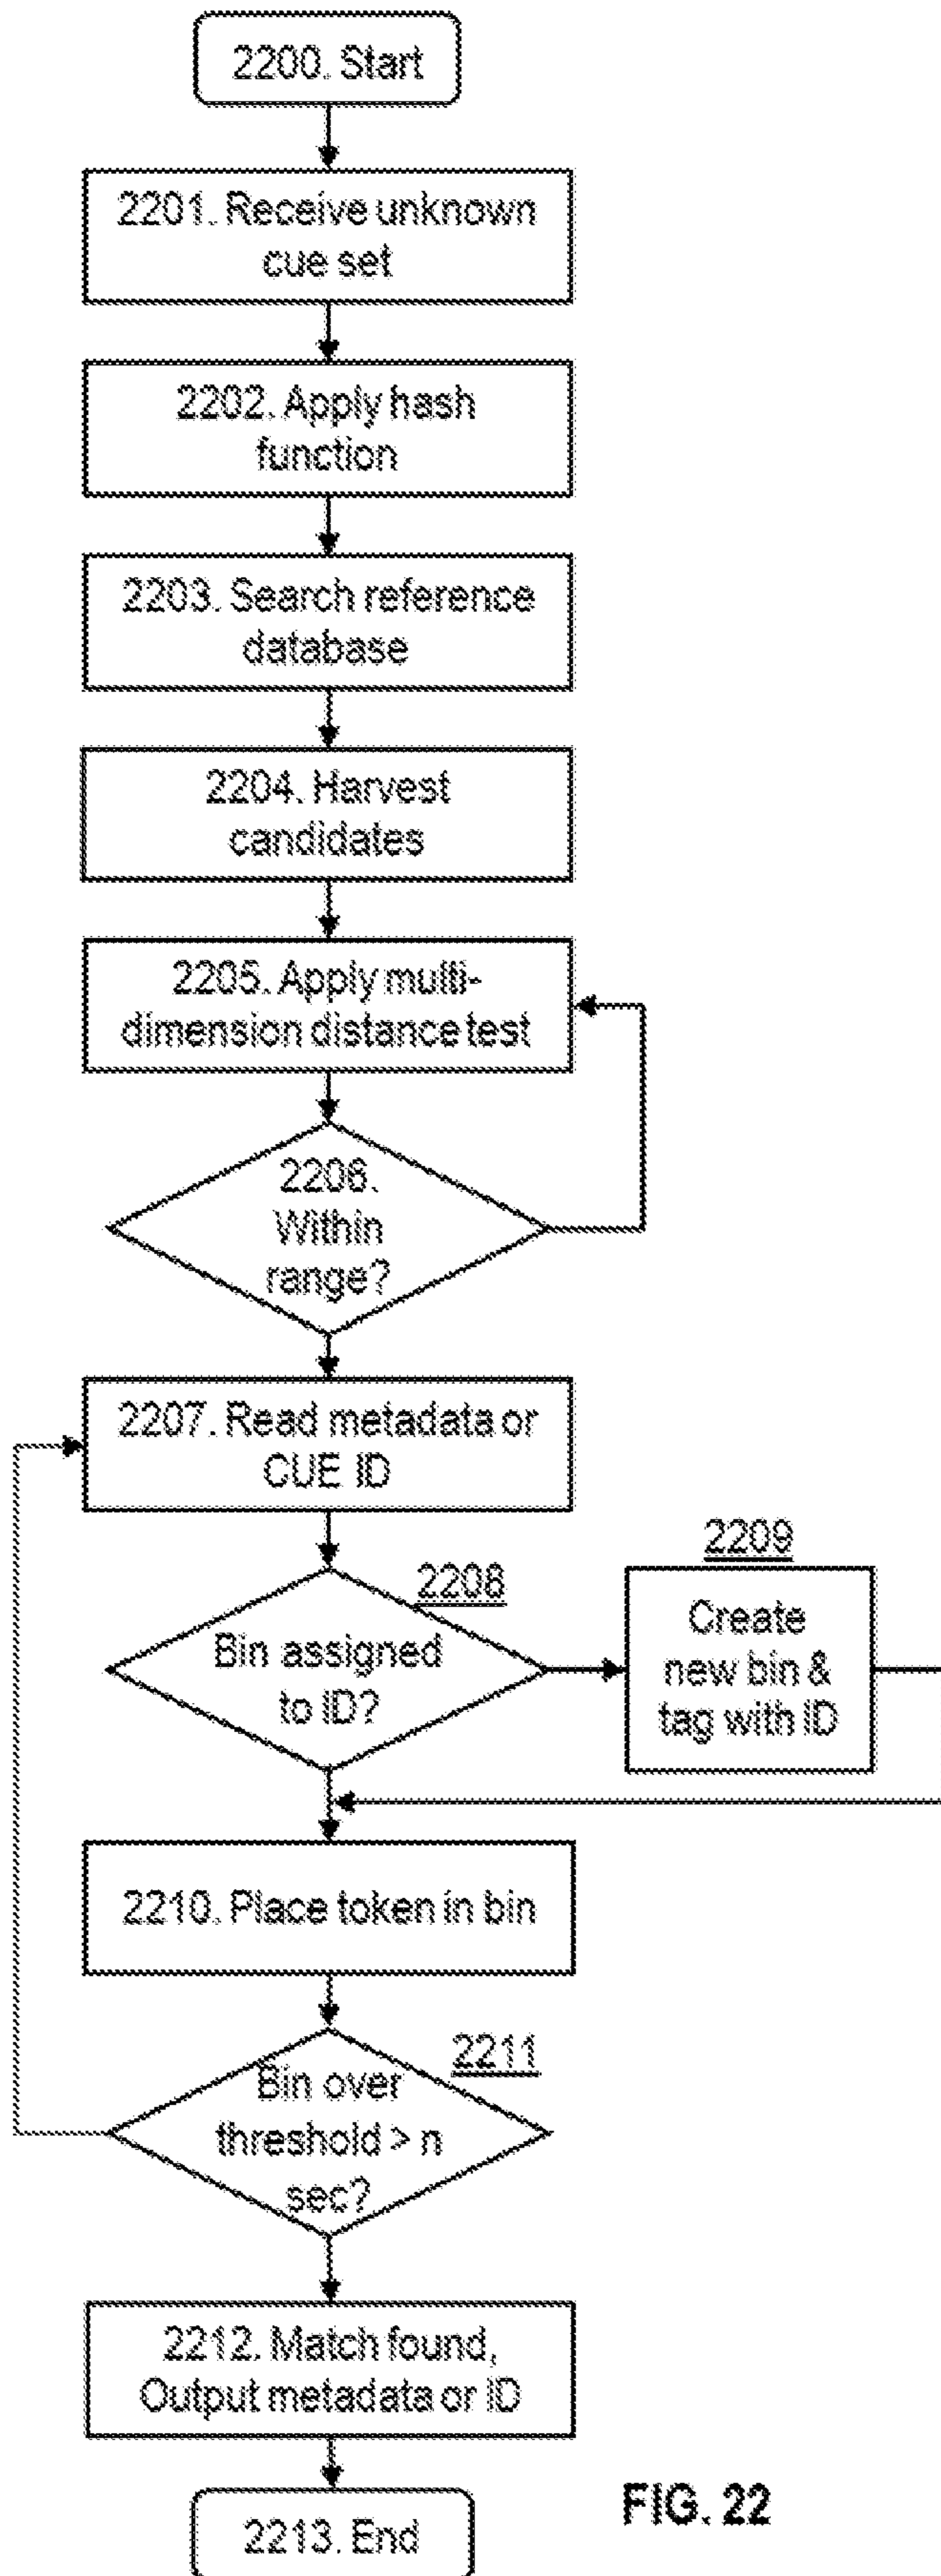 2200. Start
2201. Receive unknown
cue set
2202. Apply hash
function
2203. Search reference
database
2204. Harvest
candidates
2205. Apply multi-
dimension distance test
2206.
Within
range?
2207. Read metadata or
CUE ID
2208
Bin assigned
to ID?
2209
Create
new bin &
tag with ID
2210. Place token in bin
2211
Bin over
threshold > n
sec?
2212. Match found,
Output metadata or ID
2213. End
FIG. 22